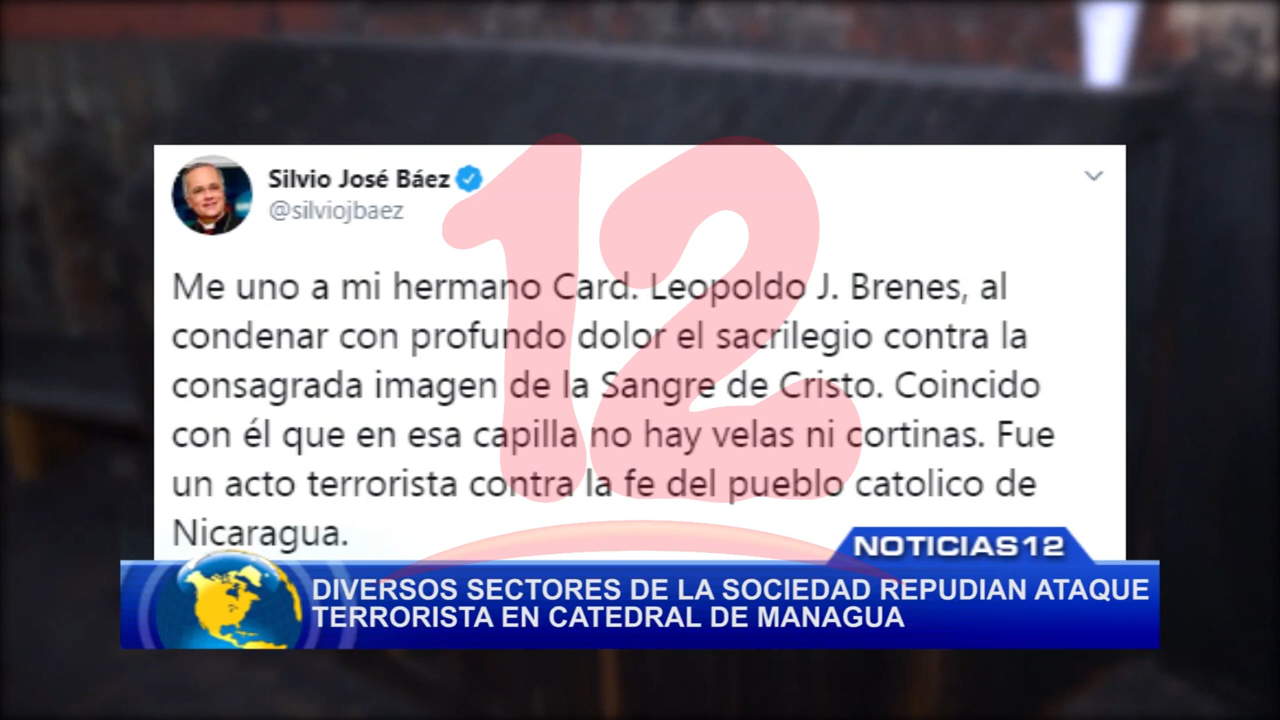 Silvio José Báez
@silviojbaez
Me uno a mi hermano Card. Leopoldo J. Brenes, al
condenar con profundo dolor el sacrilegio contra la
consagrada imagen de la Sangre de Cristo. Coincido
con él que en esa capilla no hay velas ni cortinas. Fue
un acto terrorista contra la fe del pueblo catolico de
Nicaragua.
12
NOTICIAS12
DIVERSOS SECTORES DE LA SOCIEDAD REPUDIAN ATAQUE
TERRORISTA EN CATEDRAL DE MANAGUA